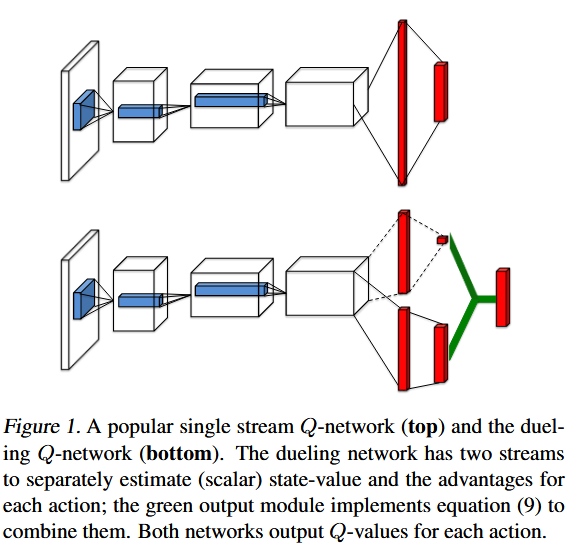 Figure 1. A popular single stream Q-network (top) and the duel-
ing Q-network (bottom). The dueling network has two streams
to separately estimate (scalar) state-value and the advantages for
each action; the green output module implements equation (9) to
combine them. Both networks output Q-values for each action.